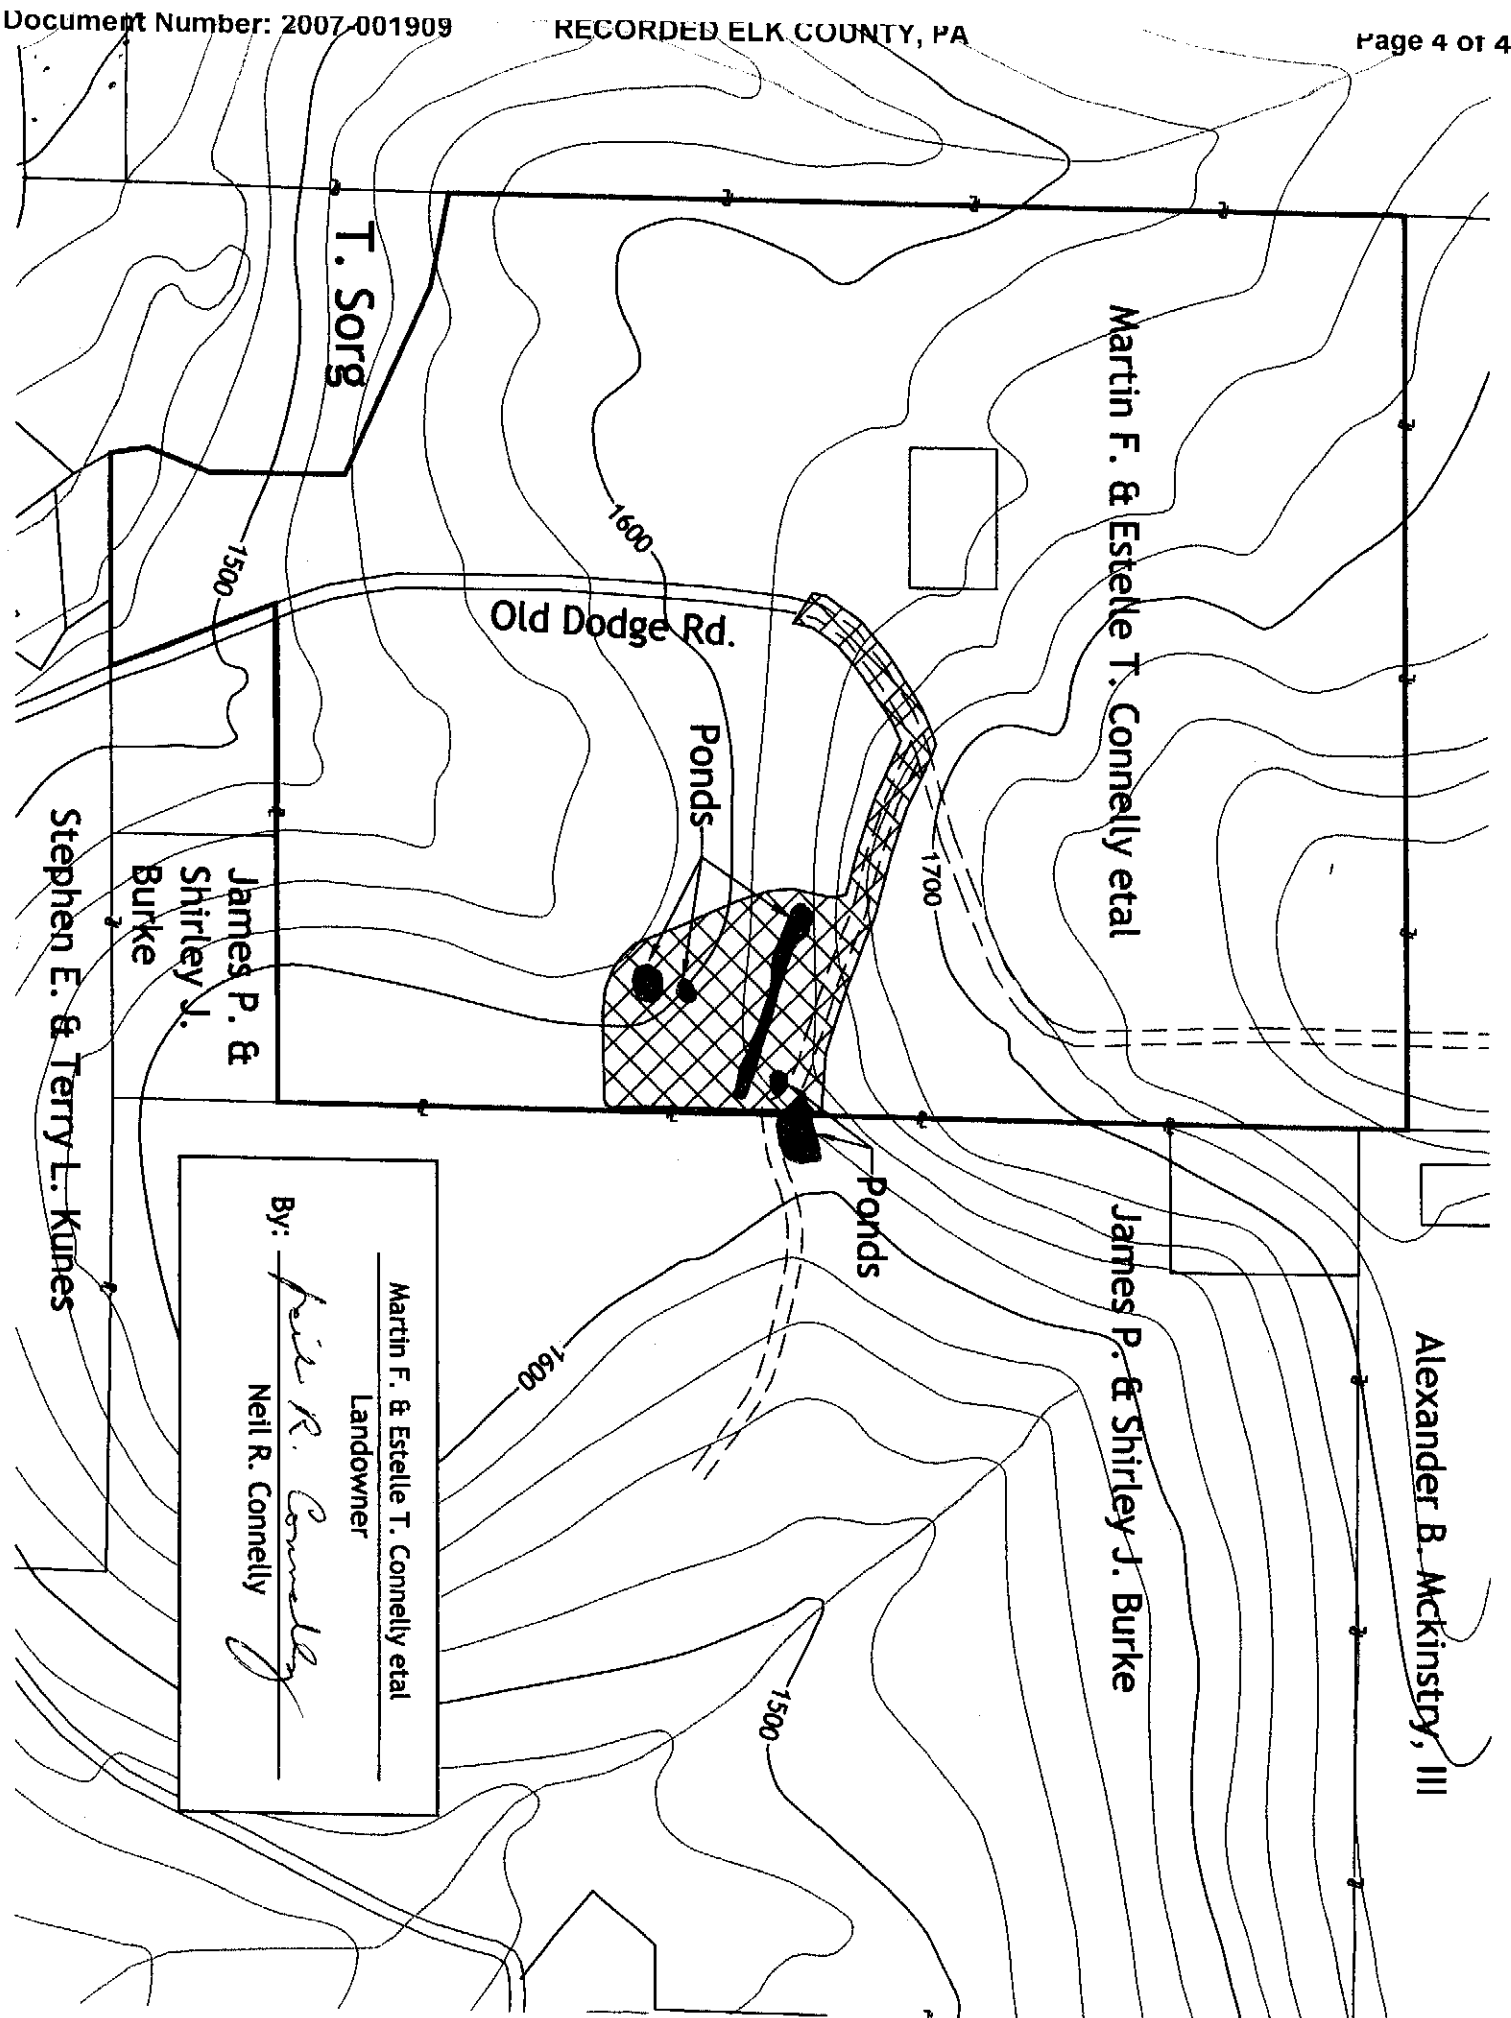 Document Number: 2007-001909 RECORDED ELK COUNTY, PA Page 4 of 4
T. Sorg
Martin F. & Estelle T. Connelly etal
1600
1500
Old Dodge Rd.
Ponds
1700
James P. &
Shirley J.
Burke
Stephen E. & Terry L. Kunes
Ponds
James P. & Shirley J. Burke
Alexander B. Mckinstry, III
1600
1500
Martin F. & Estelle T. Connelly etal
Landowner
By: Neil R. Connelly
Neil R. Connelly